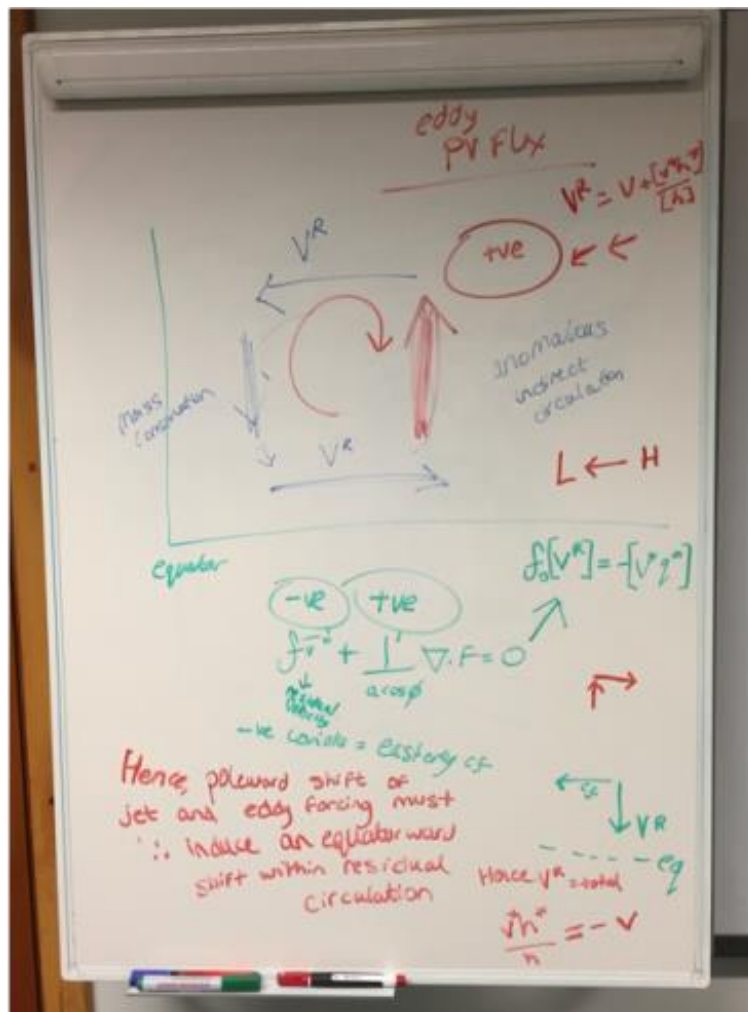 eddy
PV Flux
V^R = V + [v*h*]/[h]
+ve
V^R
anomalous
indirect
circulation
mass
conservation
V^R
L ← H
equator
f₀[V^R] = -[v*q*]
-ve +ve
+ 1/(a cos φ) ∇.F = 0
residual
-ve coriolis = easterly cf
Hence, poleward shift of
jet and eddy forcing must
∴ induce an equatorward
shift within residual
circulation
cf
V^R
eq
Hence V^R = total
v*h*/h = - V